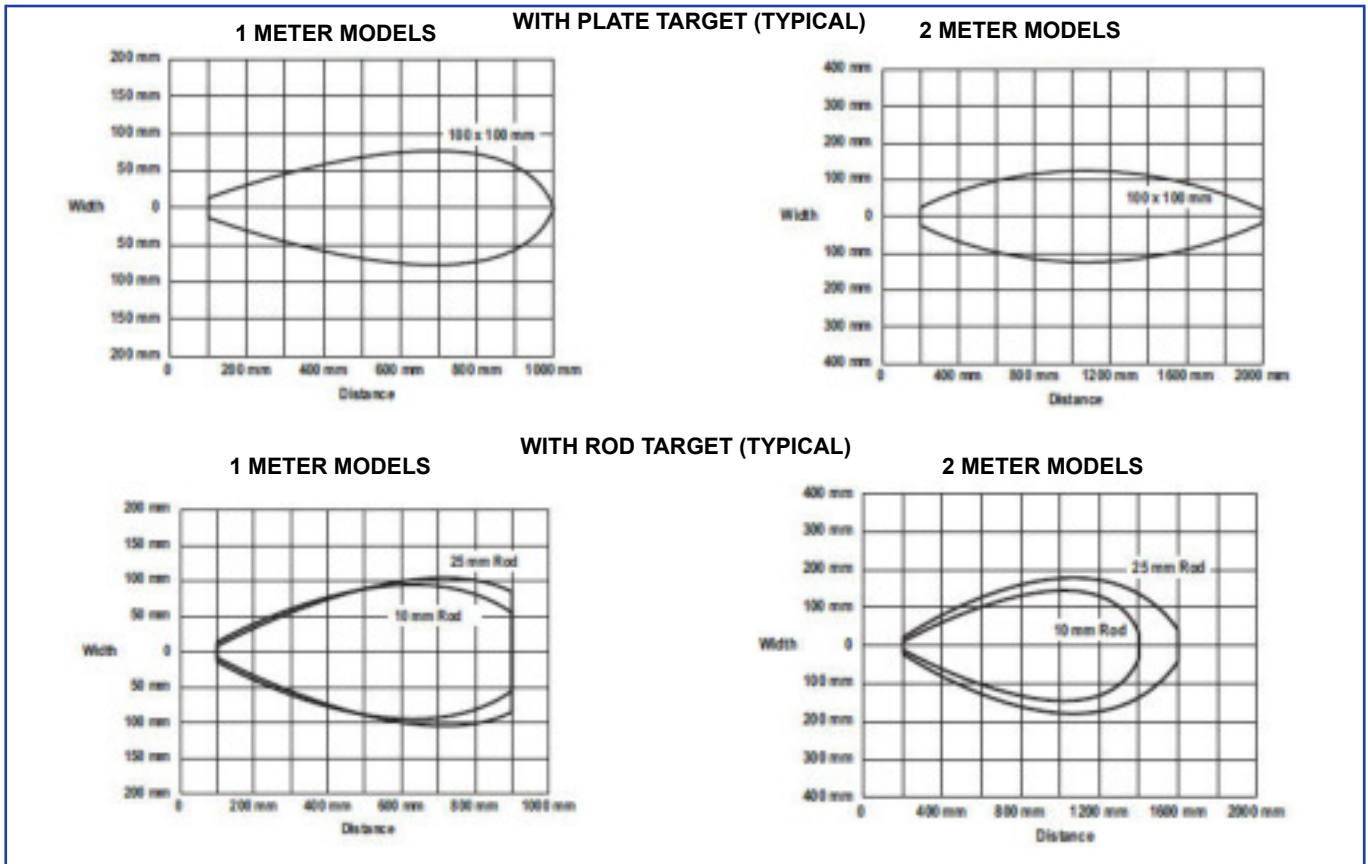 WITH PLATE TARGET (TYPICAL)
1 METER MODELS
200 mm
150 mm
100 mm
50 mm
Width 0
50 mm
100 mm
150 mm
200 mm
100 x 100 mm
0 200 mm 400 mm 600 mm 800 mm 1000 mm
Distance
2 METER MODELS
400 mm
300 mm
200 mm
100 mm
Width 0
100 mm
200 mm
300 mm
400 mm
100 x 100 mm
0 400 mm 800 mm 1200 mm 1600 mm 2000 mm
Distance
WITH ROD TARGET (TYPICAL)
1 METER MODELS
200 mm
150 mm
100 mm
50 mm
Width 0
50 mm
100 mm
150 mm
200 mm
25 mm Rod
10 mm Rod
0 200 mm 400 mm 600 mm 800 mm 1000 mm
Distance
2 METER MODELS
400 mm
300 mm
200 mm
100 mm
Width 0
100 mm
200 mm
300 mm
400 mm
25 mm Rod
10 mm Rod
0 400 mm 800 mm 1200 mm 1600 mm 2000 mm
Distance